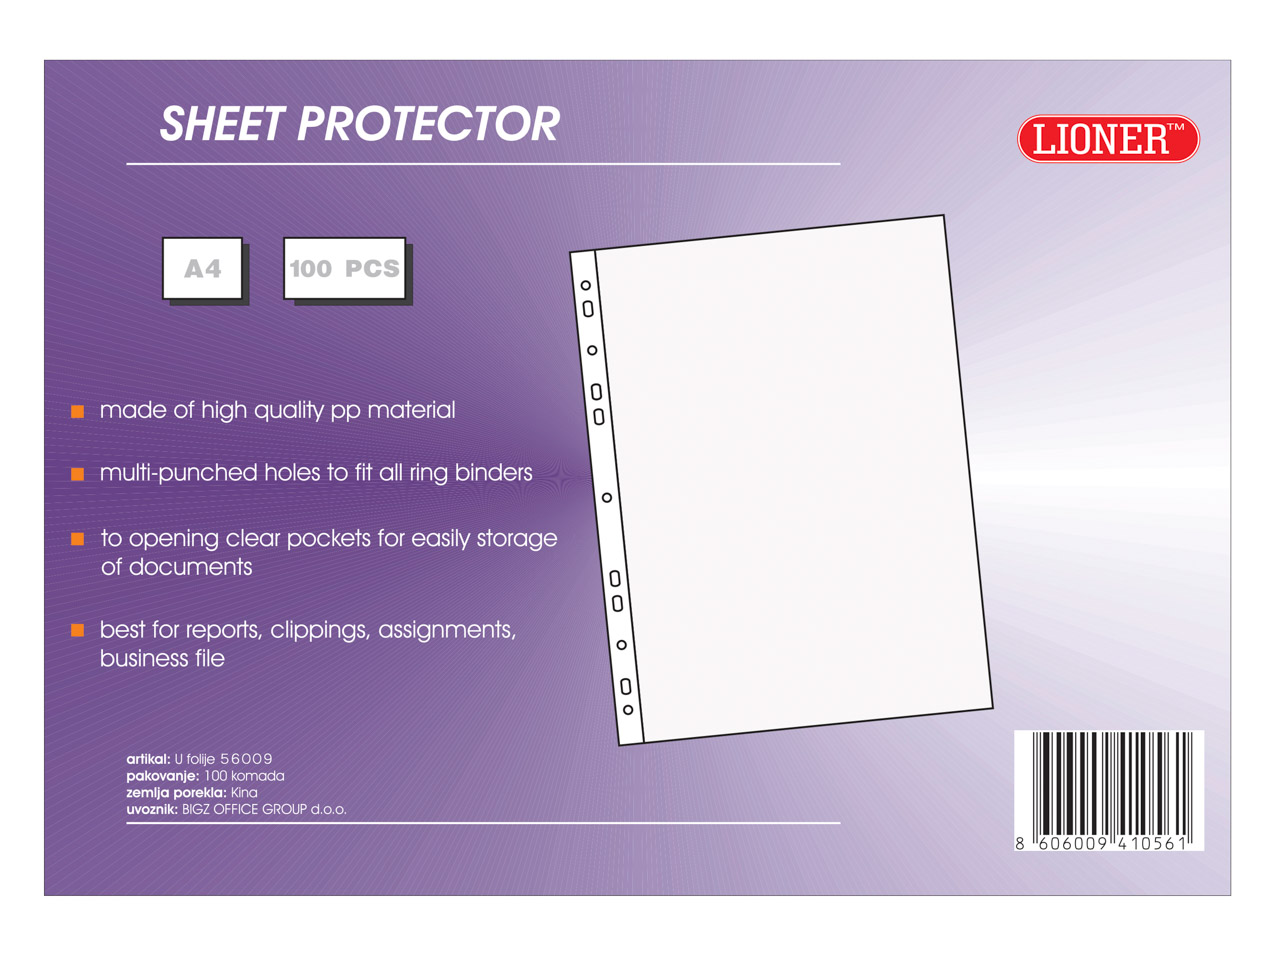 SHEET PROTECTOR
LIONER™
A4
100 PCS
made of high quality pp material
multi-punched holes to fit all ring binders
to opening clear pockets for easily storage
of documents
best for reports, clippings, assignments,
business file
artikal: U folije 56009
pakovanje: 100 komada
zemlja porekla: Kina
uvoznik: BIGZ OFFICE GROUP d.o.o.
8 606009 410561